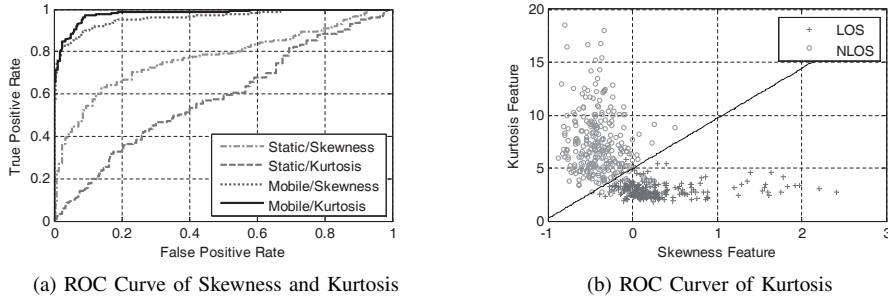 1
0.8
0.6
0.4
0.2
0
True Positive Rate
0 0.2 0.4 0.6 0.8 1
False Positive Rate
Static/Skewness
Static/Kurtosis
Mobile/Skewness
Mobile/Kurtosis
(a) ROC Curve of Skewness and Kurtosis
20
15
10
5
0
Kurtosis Feature
-1 0 1 2 3
Skewness Feature
LOS
NLOS
(b) ROC Curver of Kurtosis